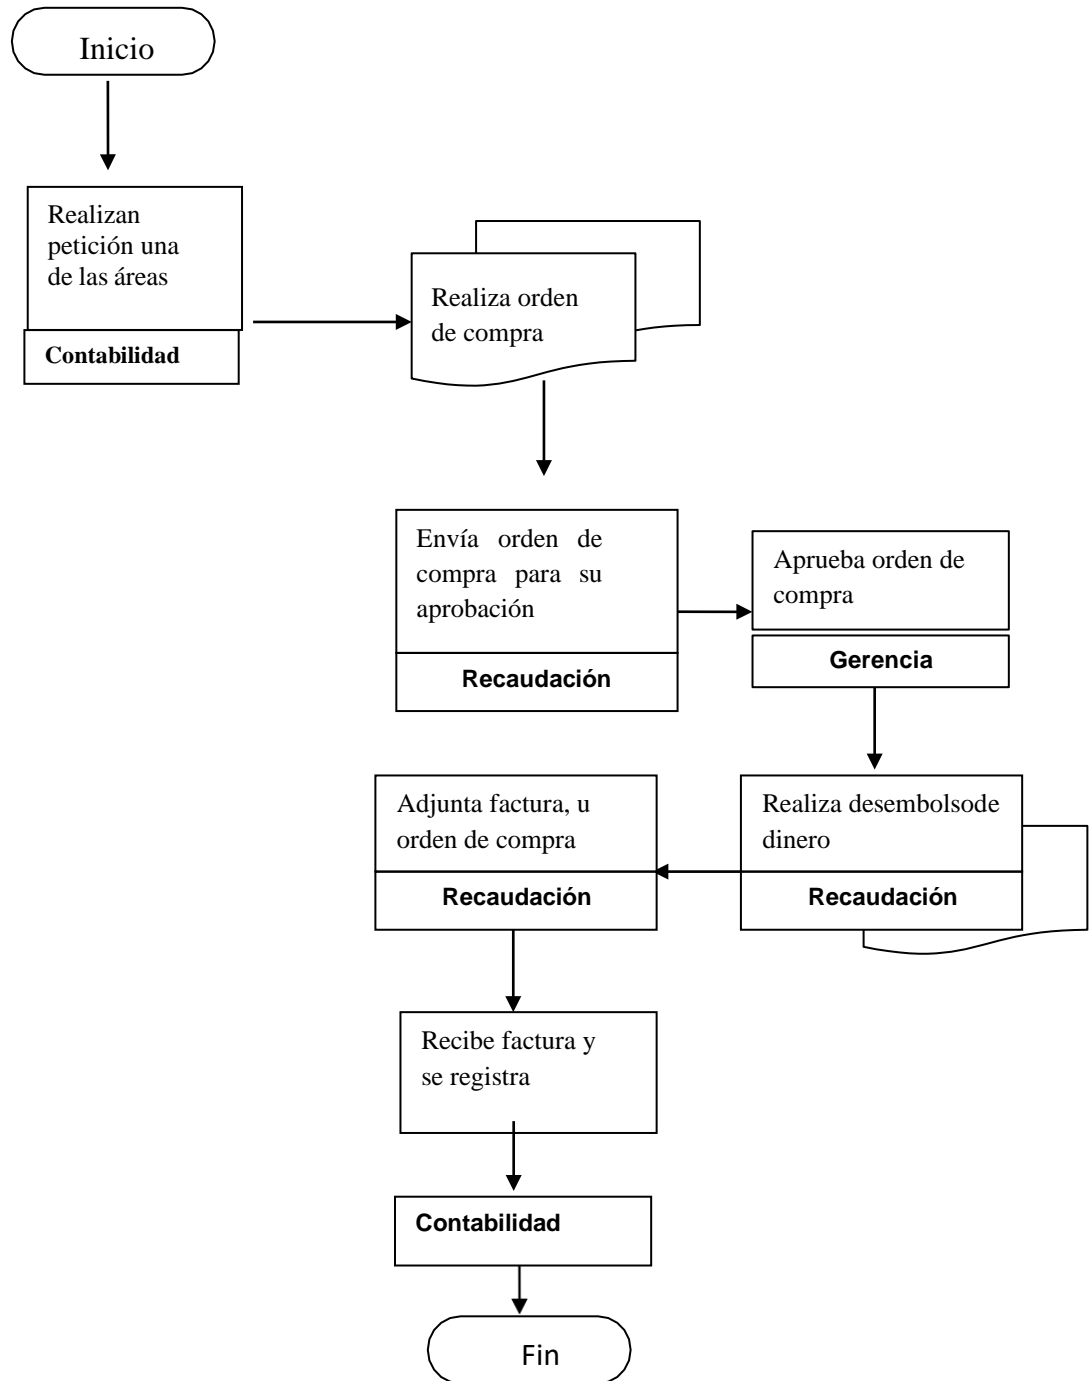 Inicio
Realizan
petición una
de las áreas
Contabilidad
Realiza orden
de compra
Envía orden de
compra para su
aprobación
Recaudación
Aprueba orden de
compra
Gerencia
Realiza desembolsode
dinero
Recaudación
Adjunta factura, u
orden de compra
Recaudación
Recibe factura y
se registra
Contabilidad
Fin